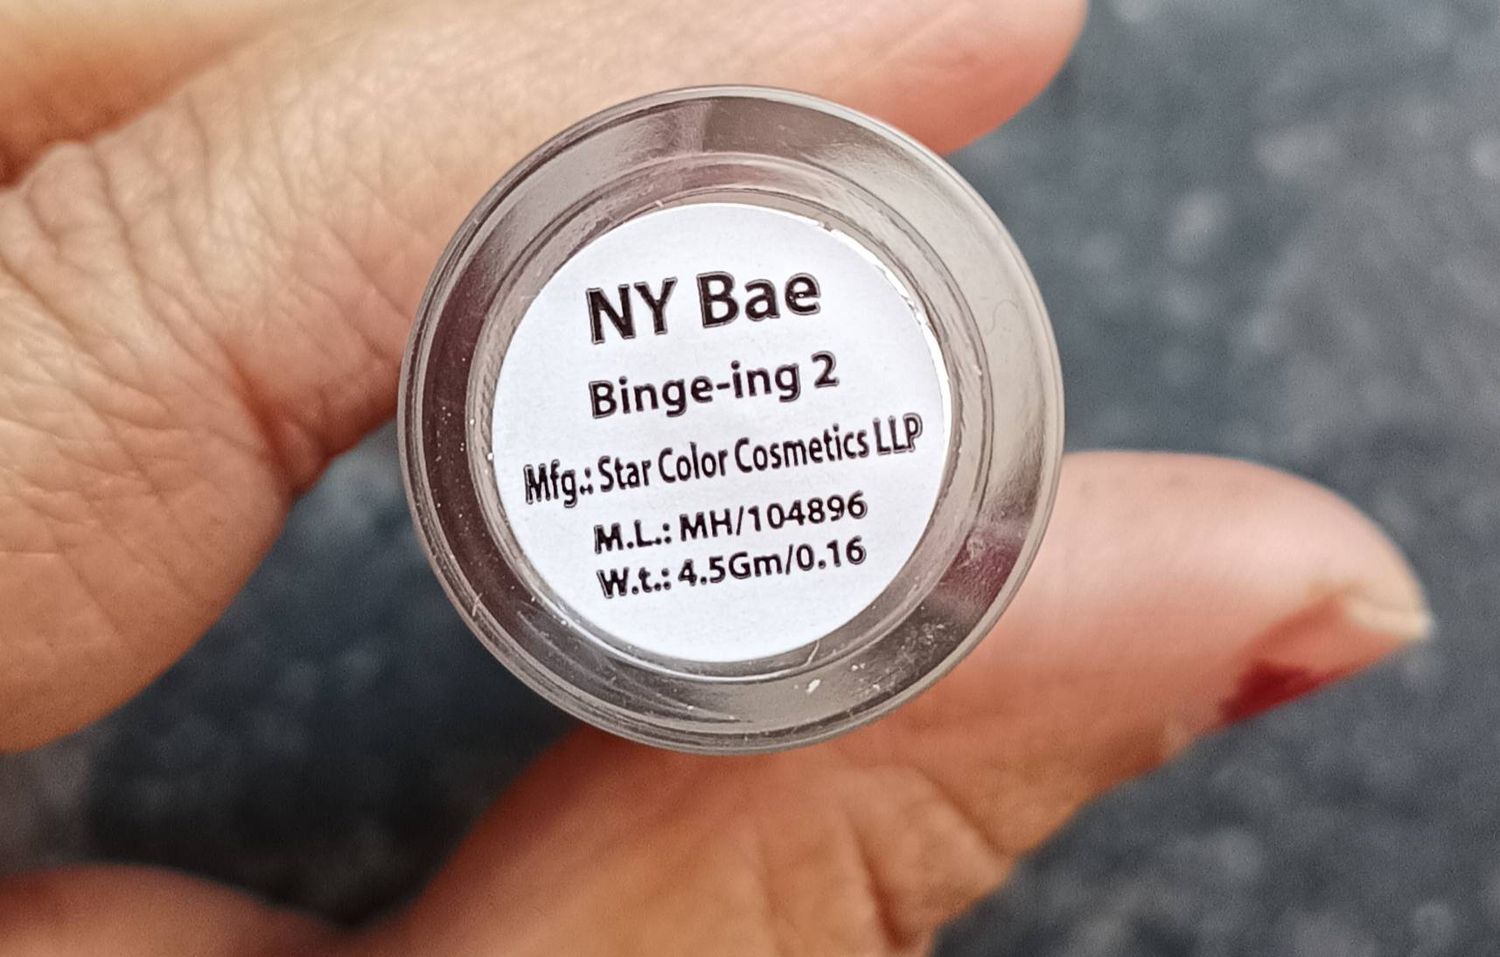 NY Bae
Binge-ing 2
Mfg.: Star Color Cosmetics LLP
M.L.: MH/104896
W.t.: 4.5Gm/0.16